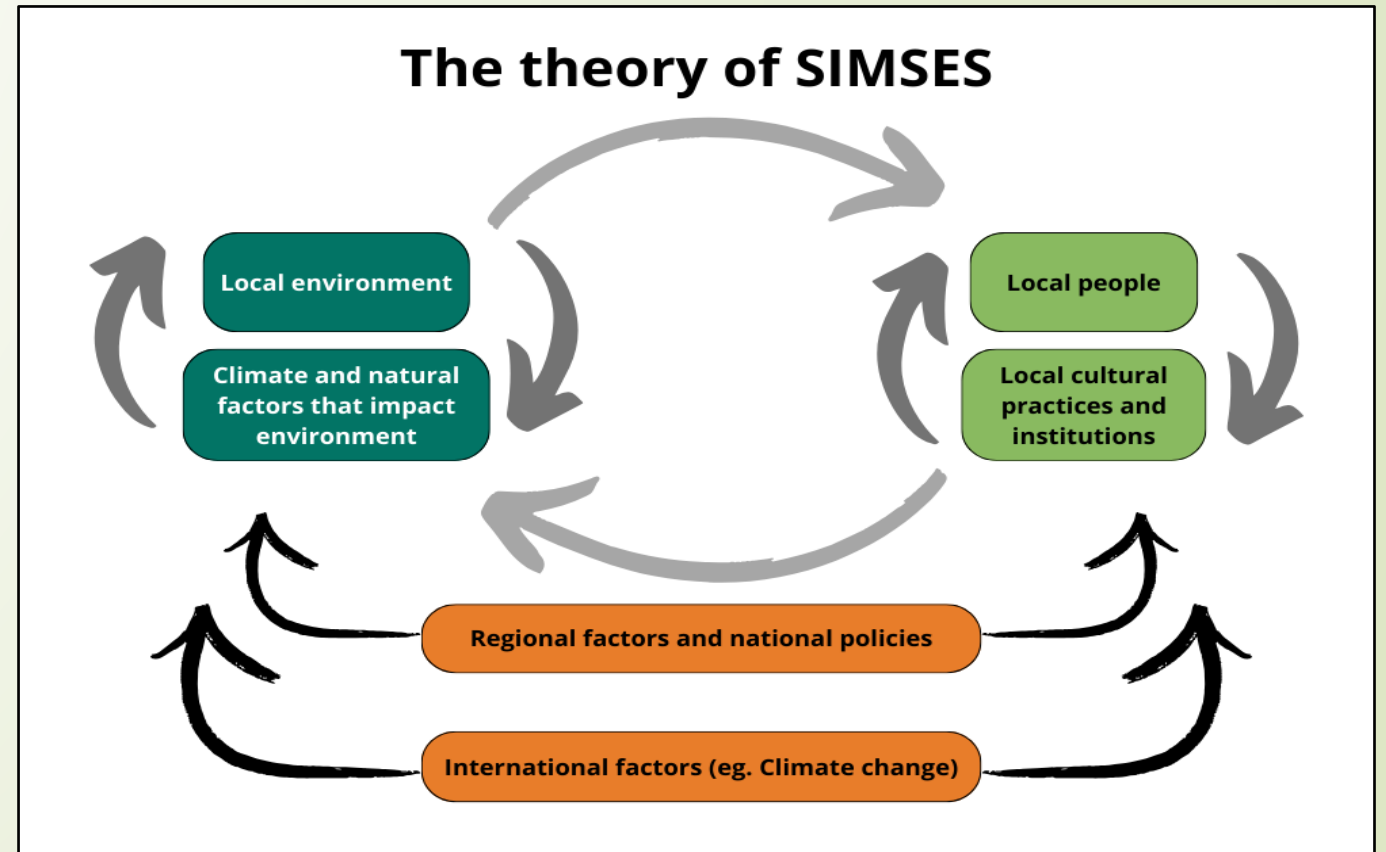 The theory of SIMSES
Local environment
Climate and natural
factors that impact
environment
Local people
Local cultural
practices and
institutions
Regional factors and national policies
International factors (eg. Climate change)